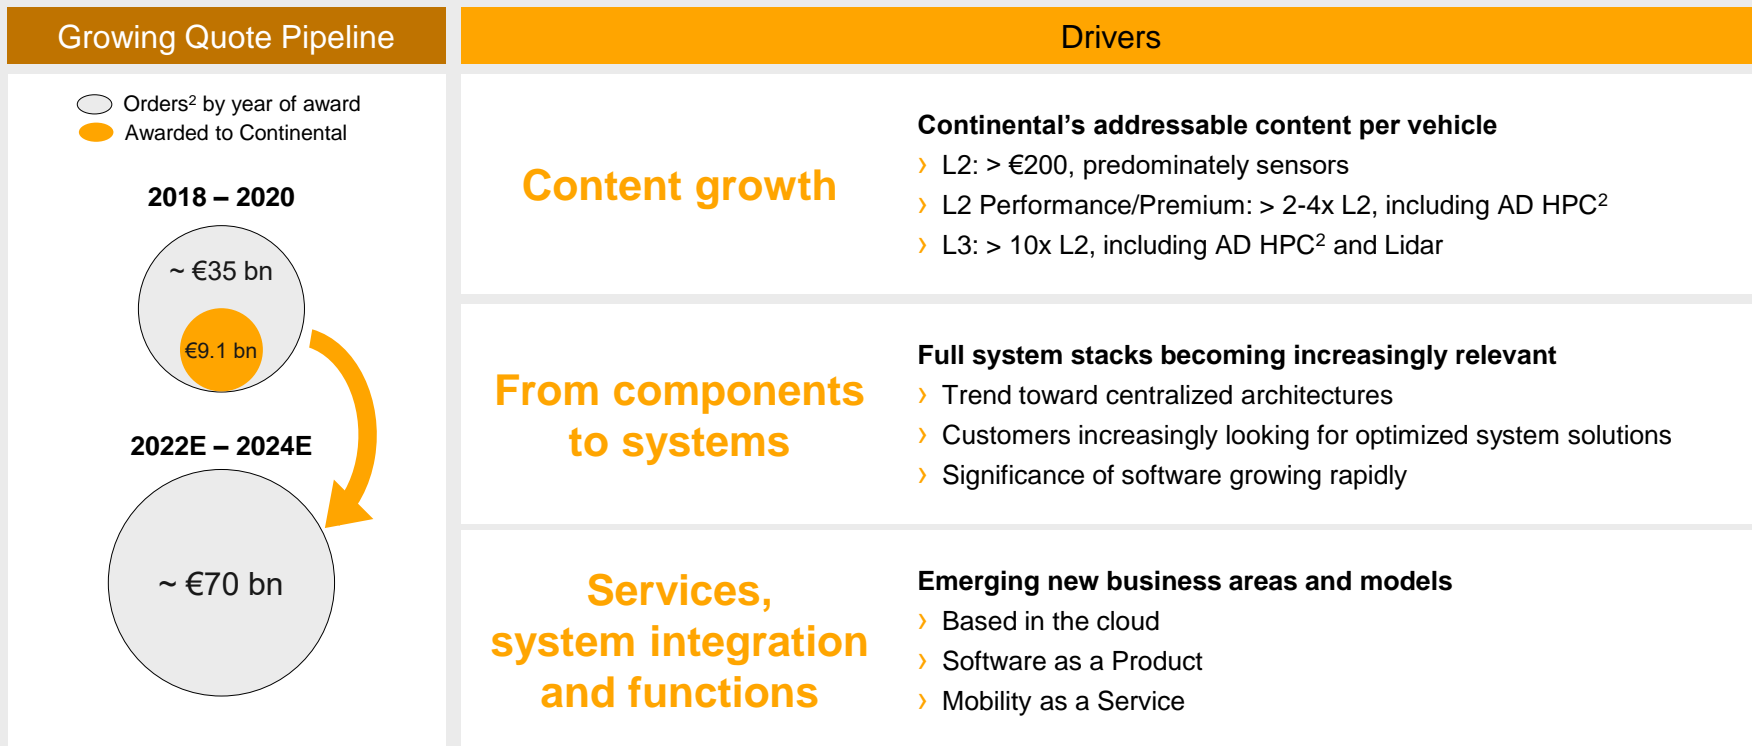 Growing Quote Pipeline
Orders² by year of award
Awarded to Continental
2018 – 2020
~ €35 bn
€9.1 bn
2022E – 2024E
~ €70 bn
Drivers
Content growth
Continental’s addressable content per vehicle
› L2: > €200, predominately sensors
› L2 Performance/Premium: > 2-4x L2, including AD HPC²
› L3: > 10x L2, including AD HPC² and Lidar
From components
to systems
Full system stacks becoming increasingly relevant
› Trend toward centralized architectures
› Customers increasingly looking for optimized system solutions
› Significance of software growing rapidly
Services,
system integration
and functions
Emerging new business areas and models
› Based in the cloud
› Software as a Product
› Mobility as a Service